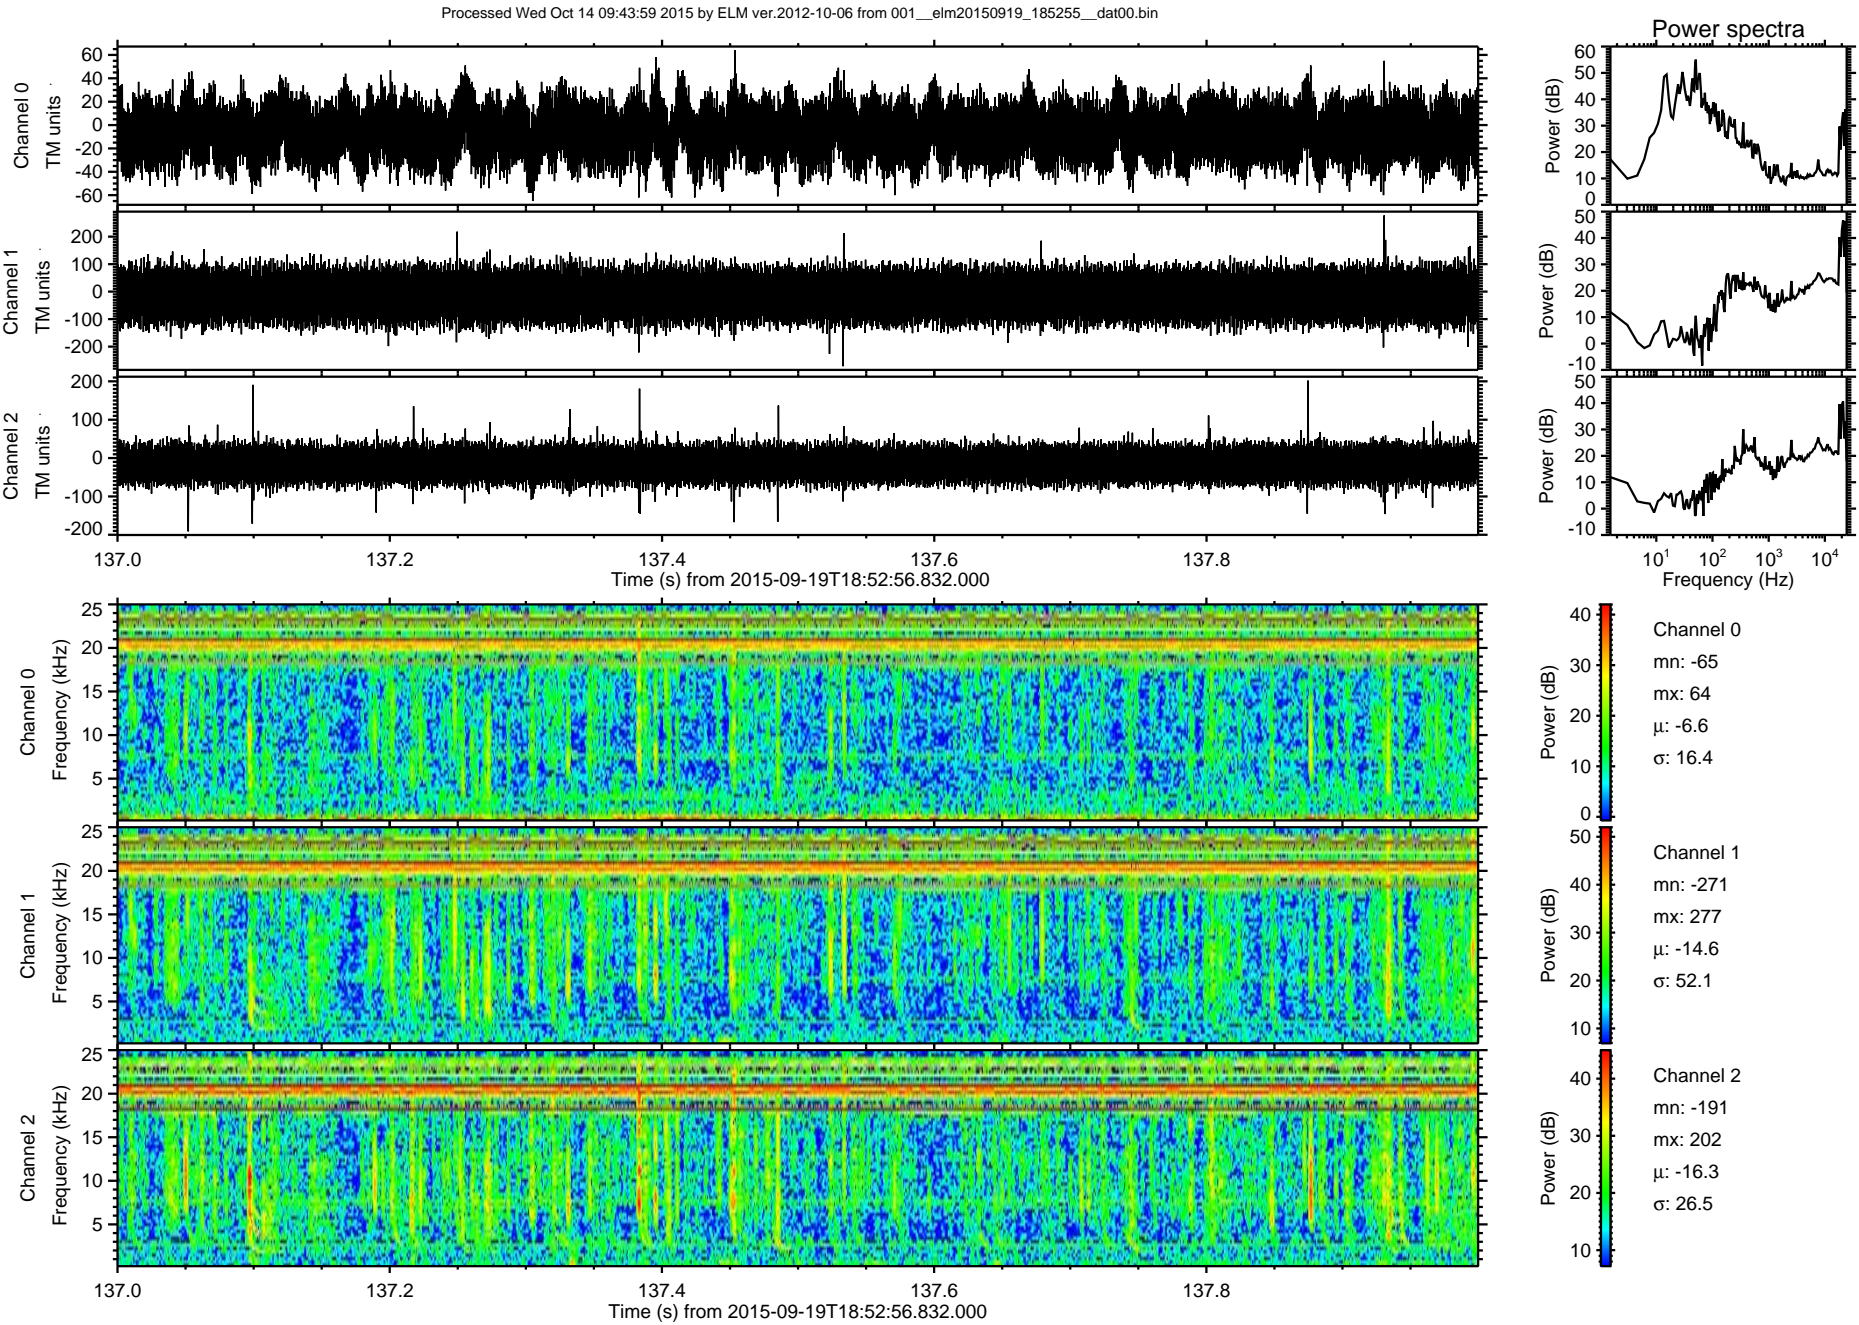 Processed Wed Oct 14 09:43:59 2015 by ELM ver.2012-10-06 from 001__elm20150919_185255__dat00.bin
Power spectra
Channel 0
TM units
60
40
20
0
-20
-40
-60
Power (dB)
60
50
40
30
20
10
0
Channel 1
TM units
200
100
0
-100
-200
Power (dB)
50
40
30
20
10
0
-10
Channel 2
TM units
200
100
0
-100
-200
Power (dB)
50
40
30
20
10
0
-10
137.0 137.2 137.4 137.6 137.8
Time (s) from 2015-09-19T18:52:56.832.000
10¹ 10² 10³ 10⁴
Frequency (Hz)
Channel 0
Frequency (kHz)
25
20
15
10
5
Power (dB)
40
30
20
10
0
Channel 0
mn: -65
mx: 64
μ: -6.6
σ: 16.4
Channel 1
Frequency (kHz)
25
20
15
10
5
Power (dB)
50
40
30
20
10
Channel 1
mn: -271
mx: 277
μ: -14.6
σ: 52.1
Channel 2
Frequency (kHz)
25
20
15
10
5
Power (dB)
40
30
20
10
Channel 2
mn: -191
mx: 202
μ: -16.3
σ: 26.5
137.0 137.2 137.4 137.6 137.8
Time (s) from 2015-09-19T18:52:56.832.000